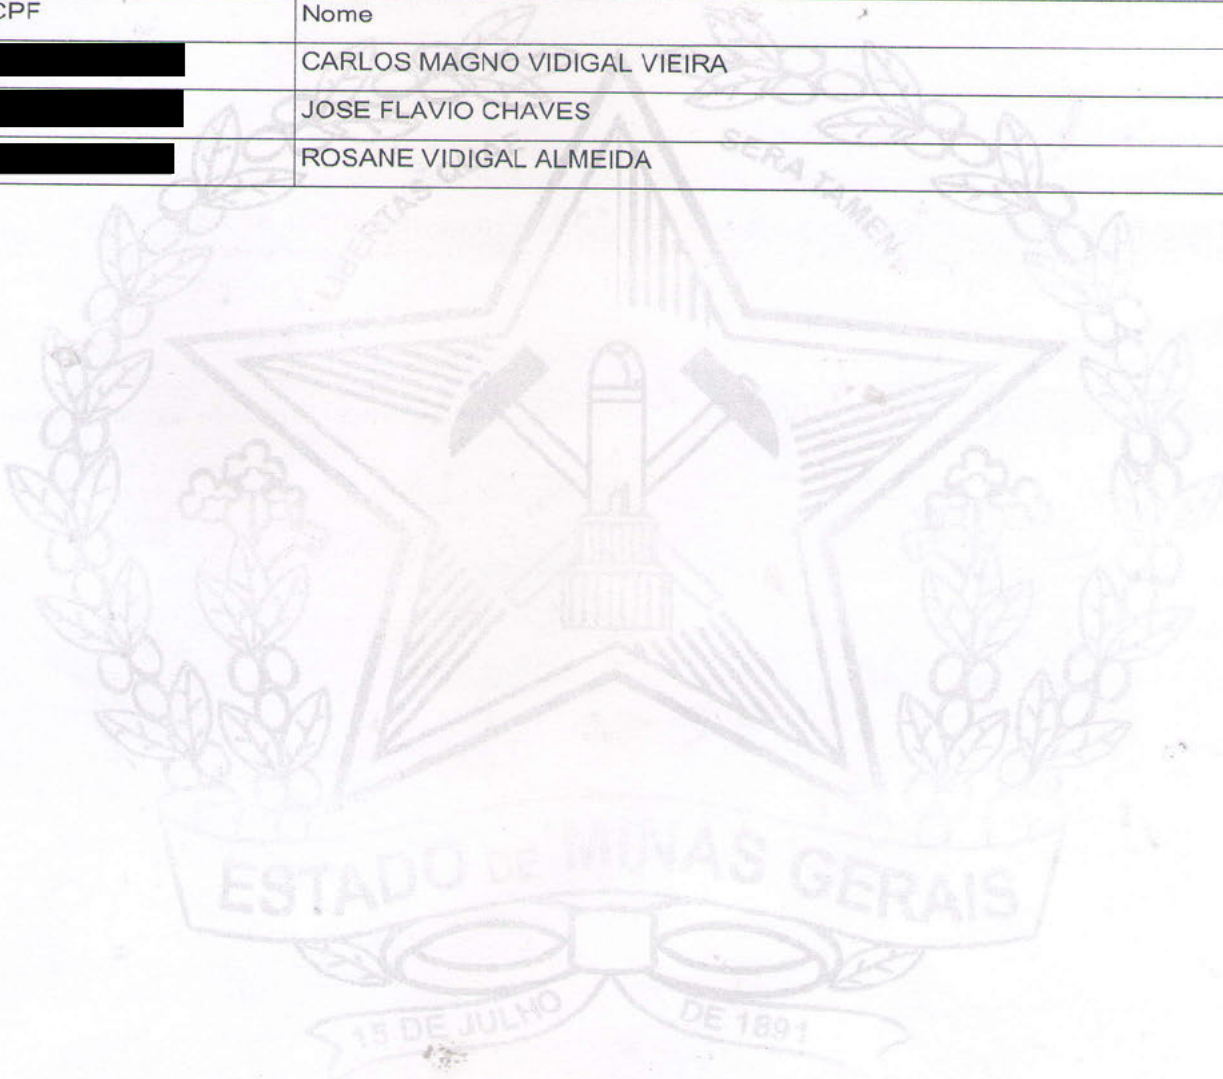 CPF Nome
CARLOS MAGNO VIDIGAL VIEIRA
JOSE FLAVIO CHAVES
ROSANE VIDIGAL ALMEIDA
LIBERTAS QUÆ SERA TAMEN
ESTADO DE MINAS GERAIS
15 DE JULHO DE 1891